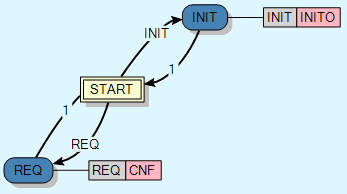 INIT
INIT INITO
INIT
1
START
1
REQ
REQ
REQ CNF